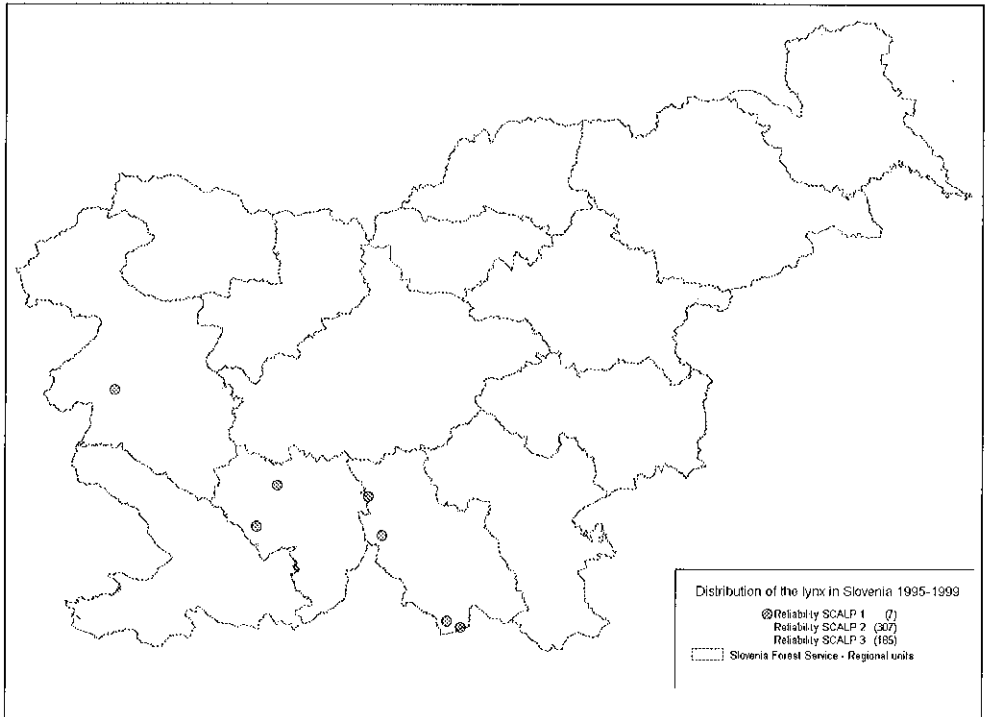 Distribution of the lynx in Slovenia 1995-1999
Reliability SCALP 1 (7)
Reliability SCALP 2 (307)
Reliability SCALP 3 (165)
Slovenia Forest Service - Regional units